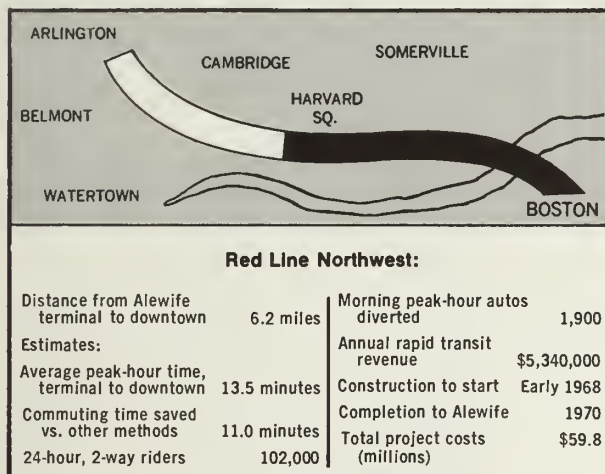 ARLINGTON
CAMBRIDGE
SOMERVILLE
HARVARD
SQ.
BELMONT
WATERTOWN
BOSTON
Red Line Northwest:
Distance from Alewife
terminal to downtown 6.2 miles
Estimates:
Average peak-hour time,
terminal to downtown 13.5 minutes
Commuting time saved
vs. other methods 11.0 minutes
24-hour, 2-way riders 102,000
Morning peak-hour autos
diverted 1,900
Annual rapid transit
revenue $5,340,000
Construction to start Early 1968
Completion to Alewife 1970
Total project costs $59.8
(millions)